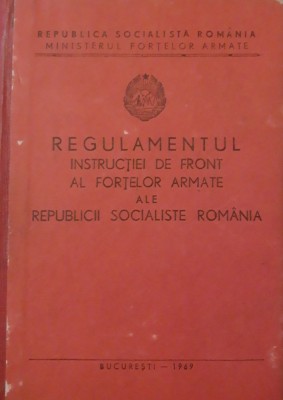 REPUBLICA SOCIALISTĂ ROMÂNIA
MINISTERUL FORȚELOR ARMATE
REGULAMENTUL
INSTRUCȚIEI DE FRONT
AL FORȚELOR ARMATE
ALE
REPUBLICII SOCIALISTE ROMÂNIA
BUCUREȘTI — 1969